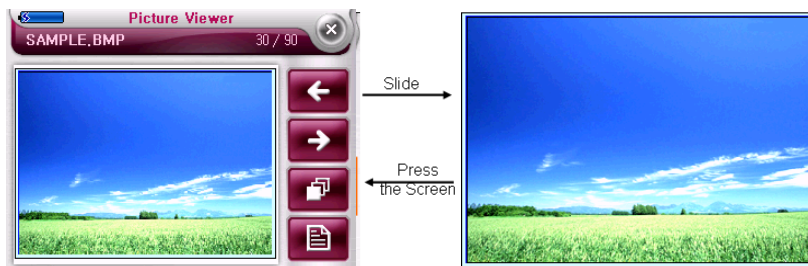 Picture Viewer
SAMPLE.BMP 30 / 90
Slide
Press
the Screen